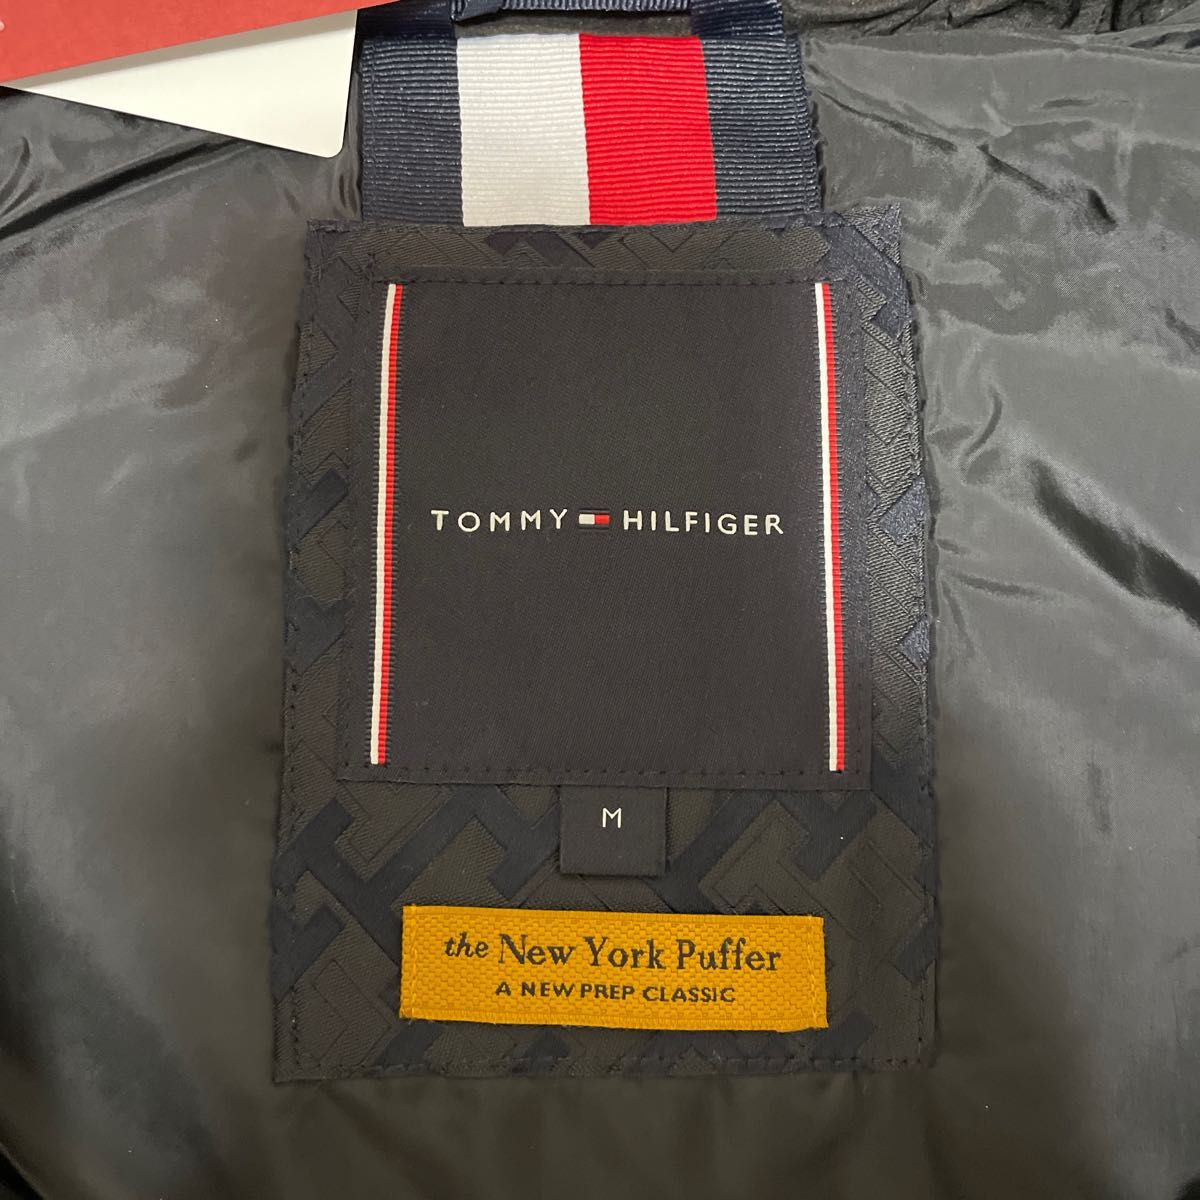 TOMMY HILFIGER
M
the New York Puffer
A NEW PREP CLASSIC